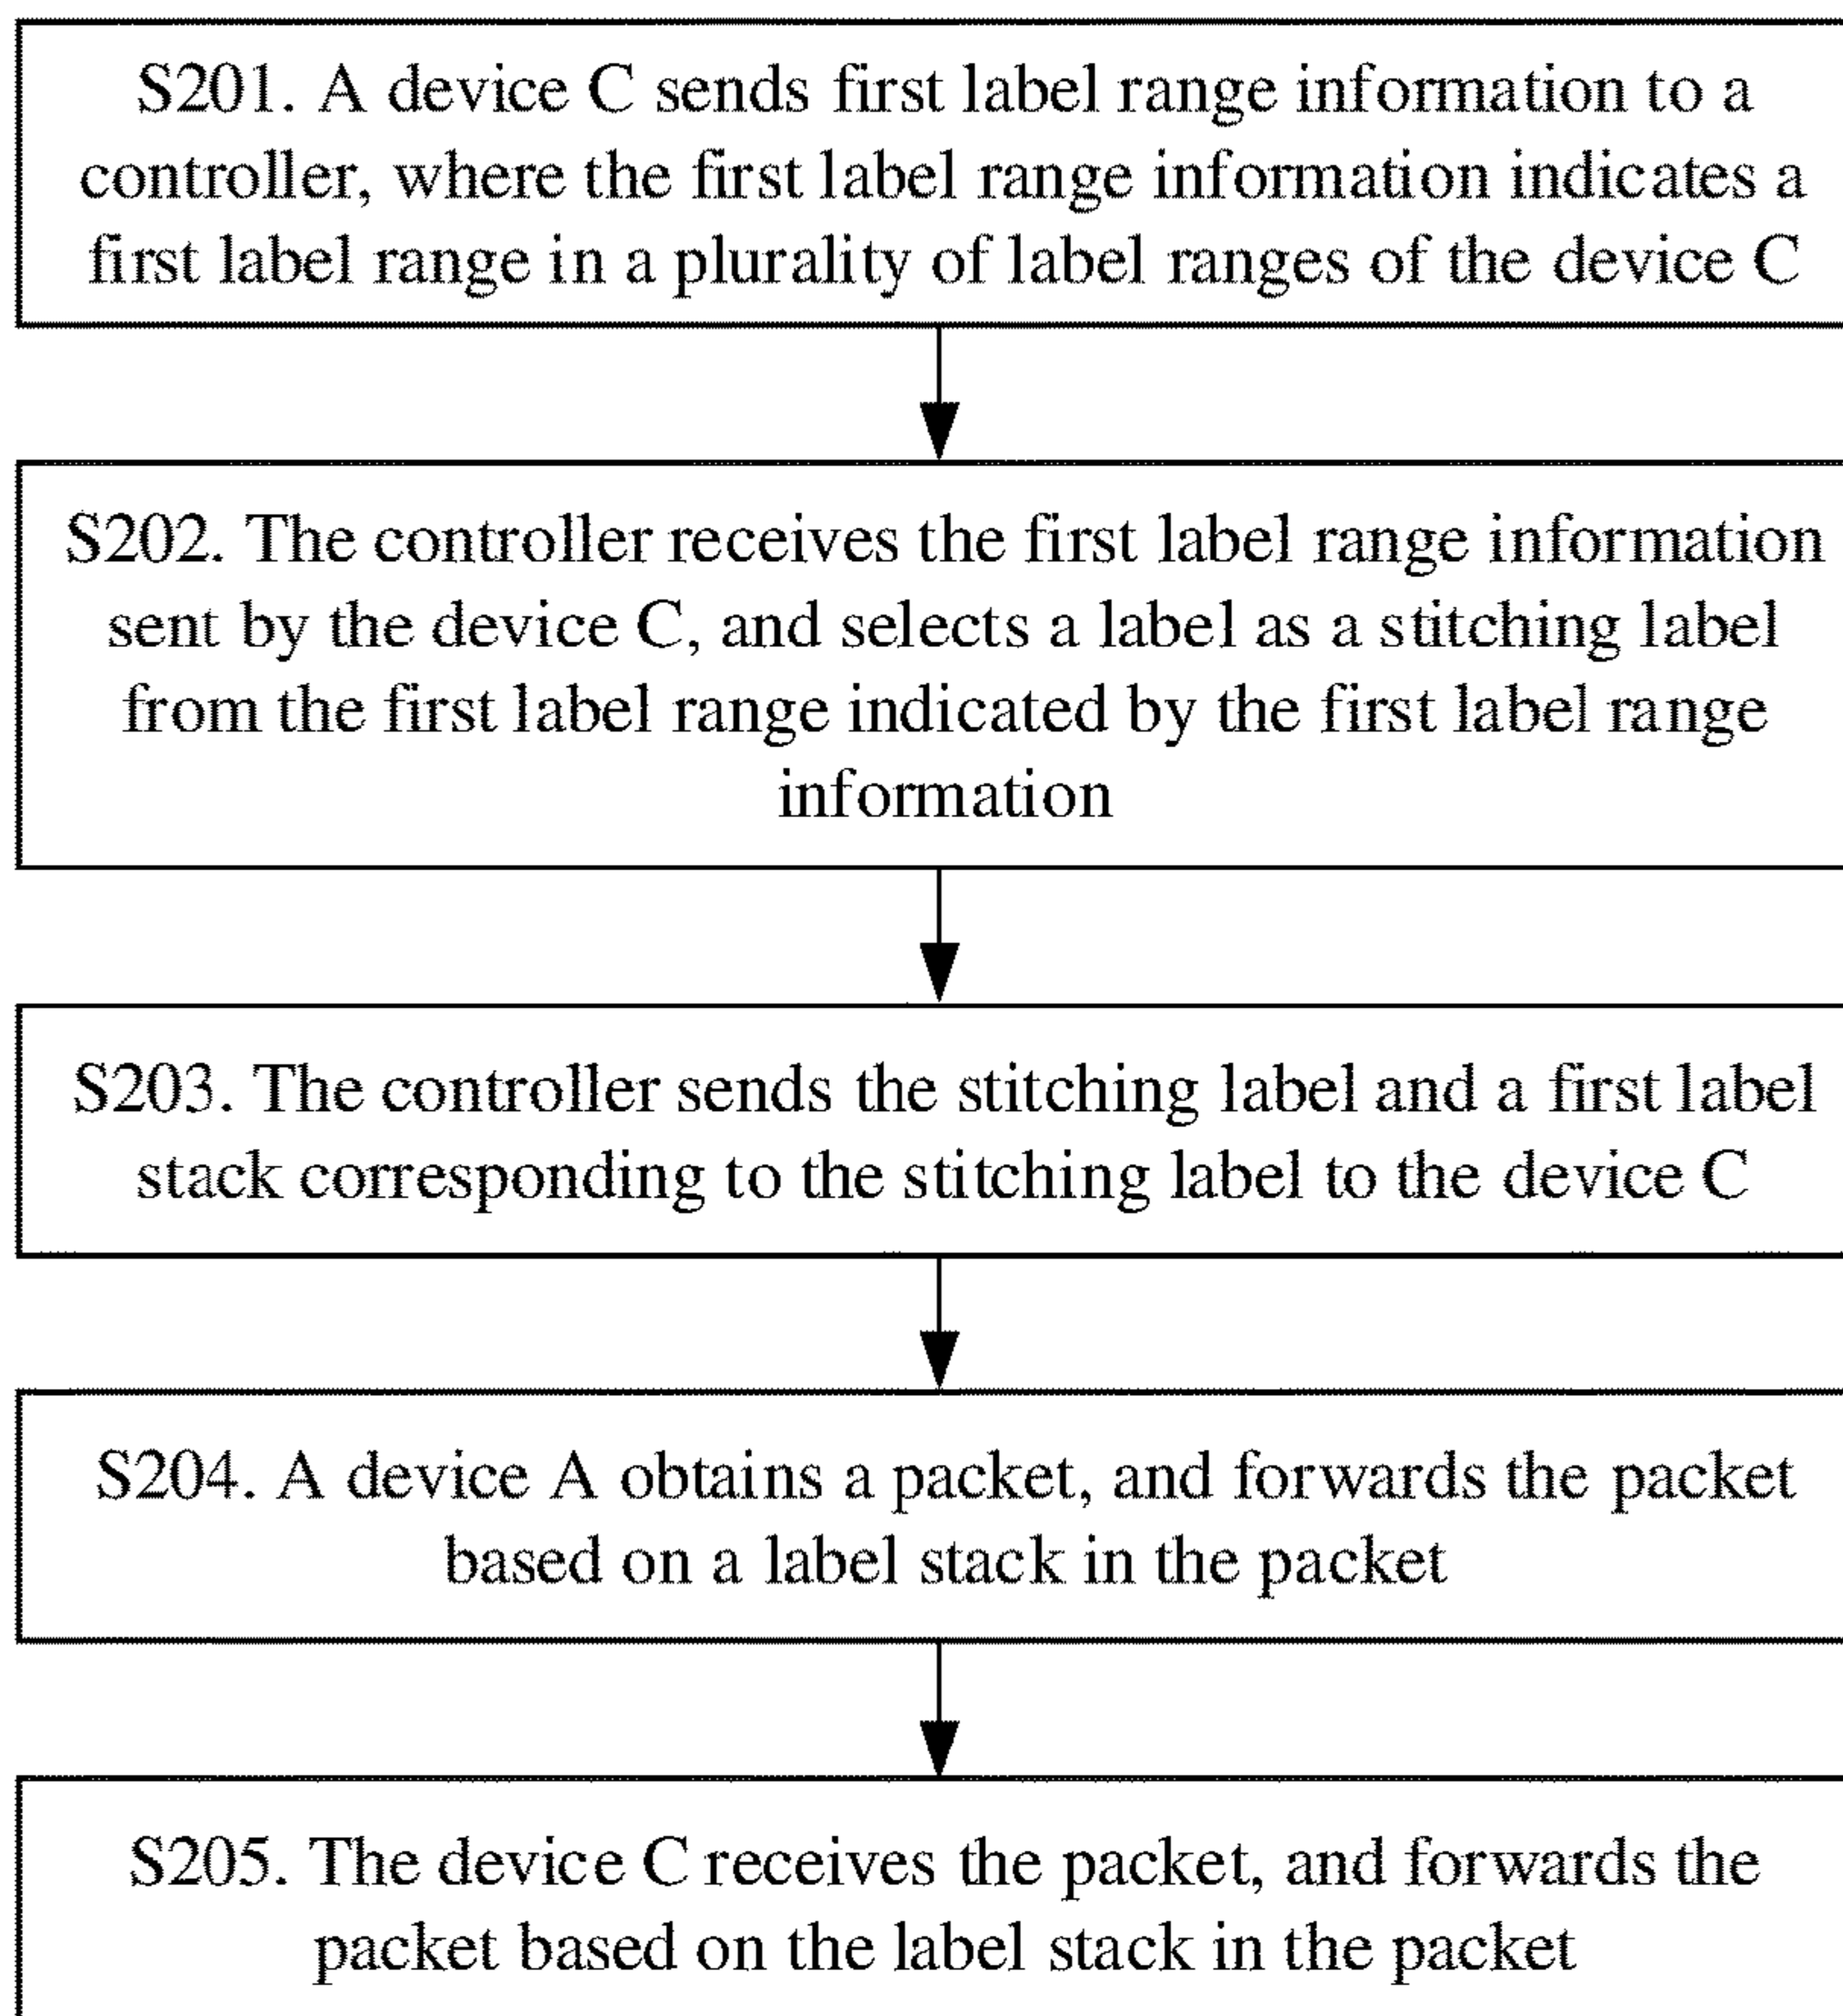 S201. A device C sends first label range information to a
controller, where the first label range information indicates a
first label range in a plurality of label ranges of the device C
S202. The controller receives the first label range information
sent by the device C, and selects a label as a stitching label
from the first label range indicated by the first label range
information
S203. The controller sends the stitching label and a first label
stack corresponding to the stitching label to the device C
S204. A device A obtains a packet, and forwards the packet
based on a label stack in the packet
S205. The device C receives the packet, and forwards the
packet based on the label stack in the packet